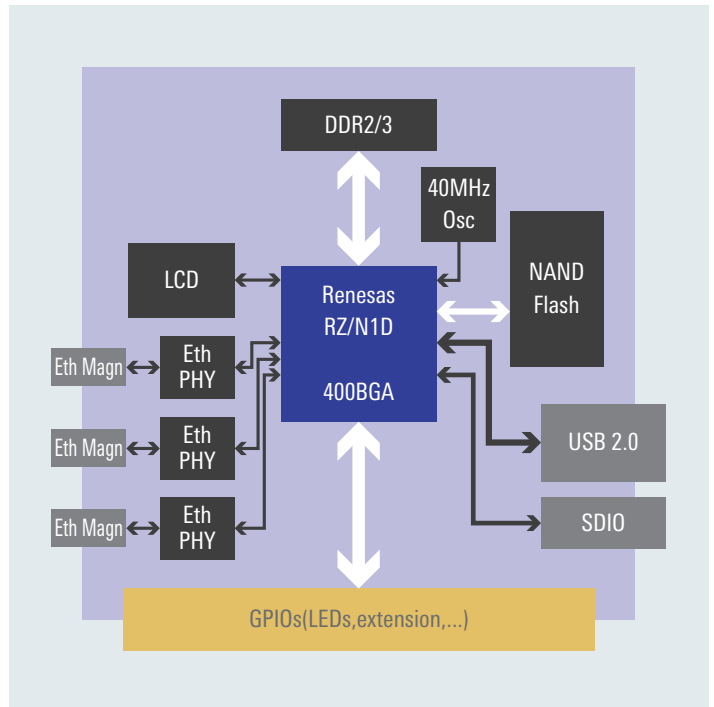 DDR2/3
40MHz
Osc
NAND
Flash
LCD
Renesas
RZ/N1D
400BGA
Eth Magn
Eth
PHY
Eth Magn
Eth
PHY
Eth Magn
Eth
PHY
USB 2.0
SDIO
GPIOs(LEDs,extension,...)